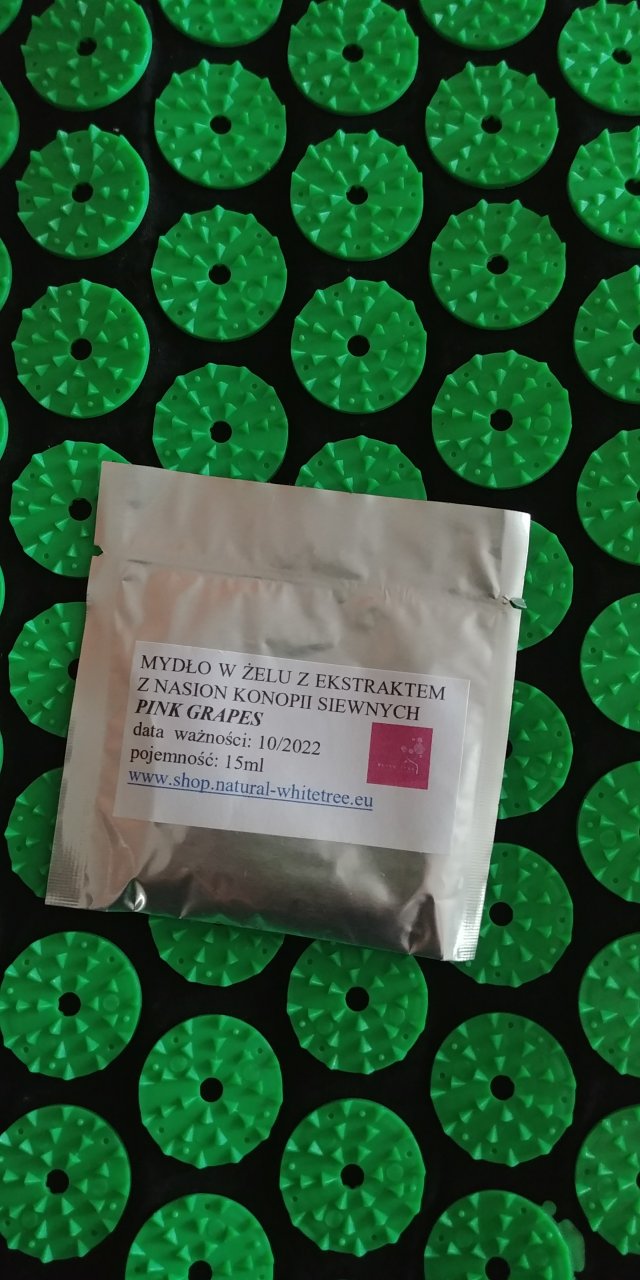 MYDŁO W ŻELU Z EKSTRAKTEM
Z NASION KONOPII SIEWNYCH
PINK GRAPES
data ważności: 10/2022
pojemność: 15ml
www.shop.natural-whitetree.eu